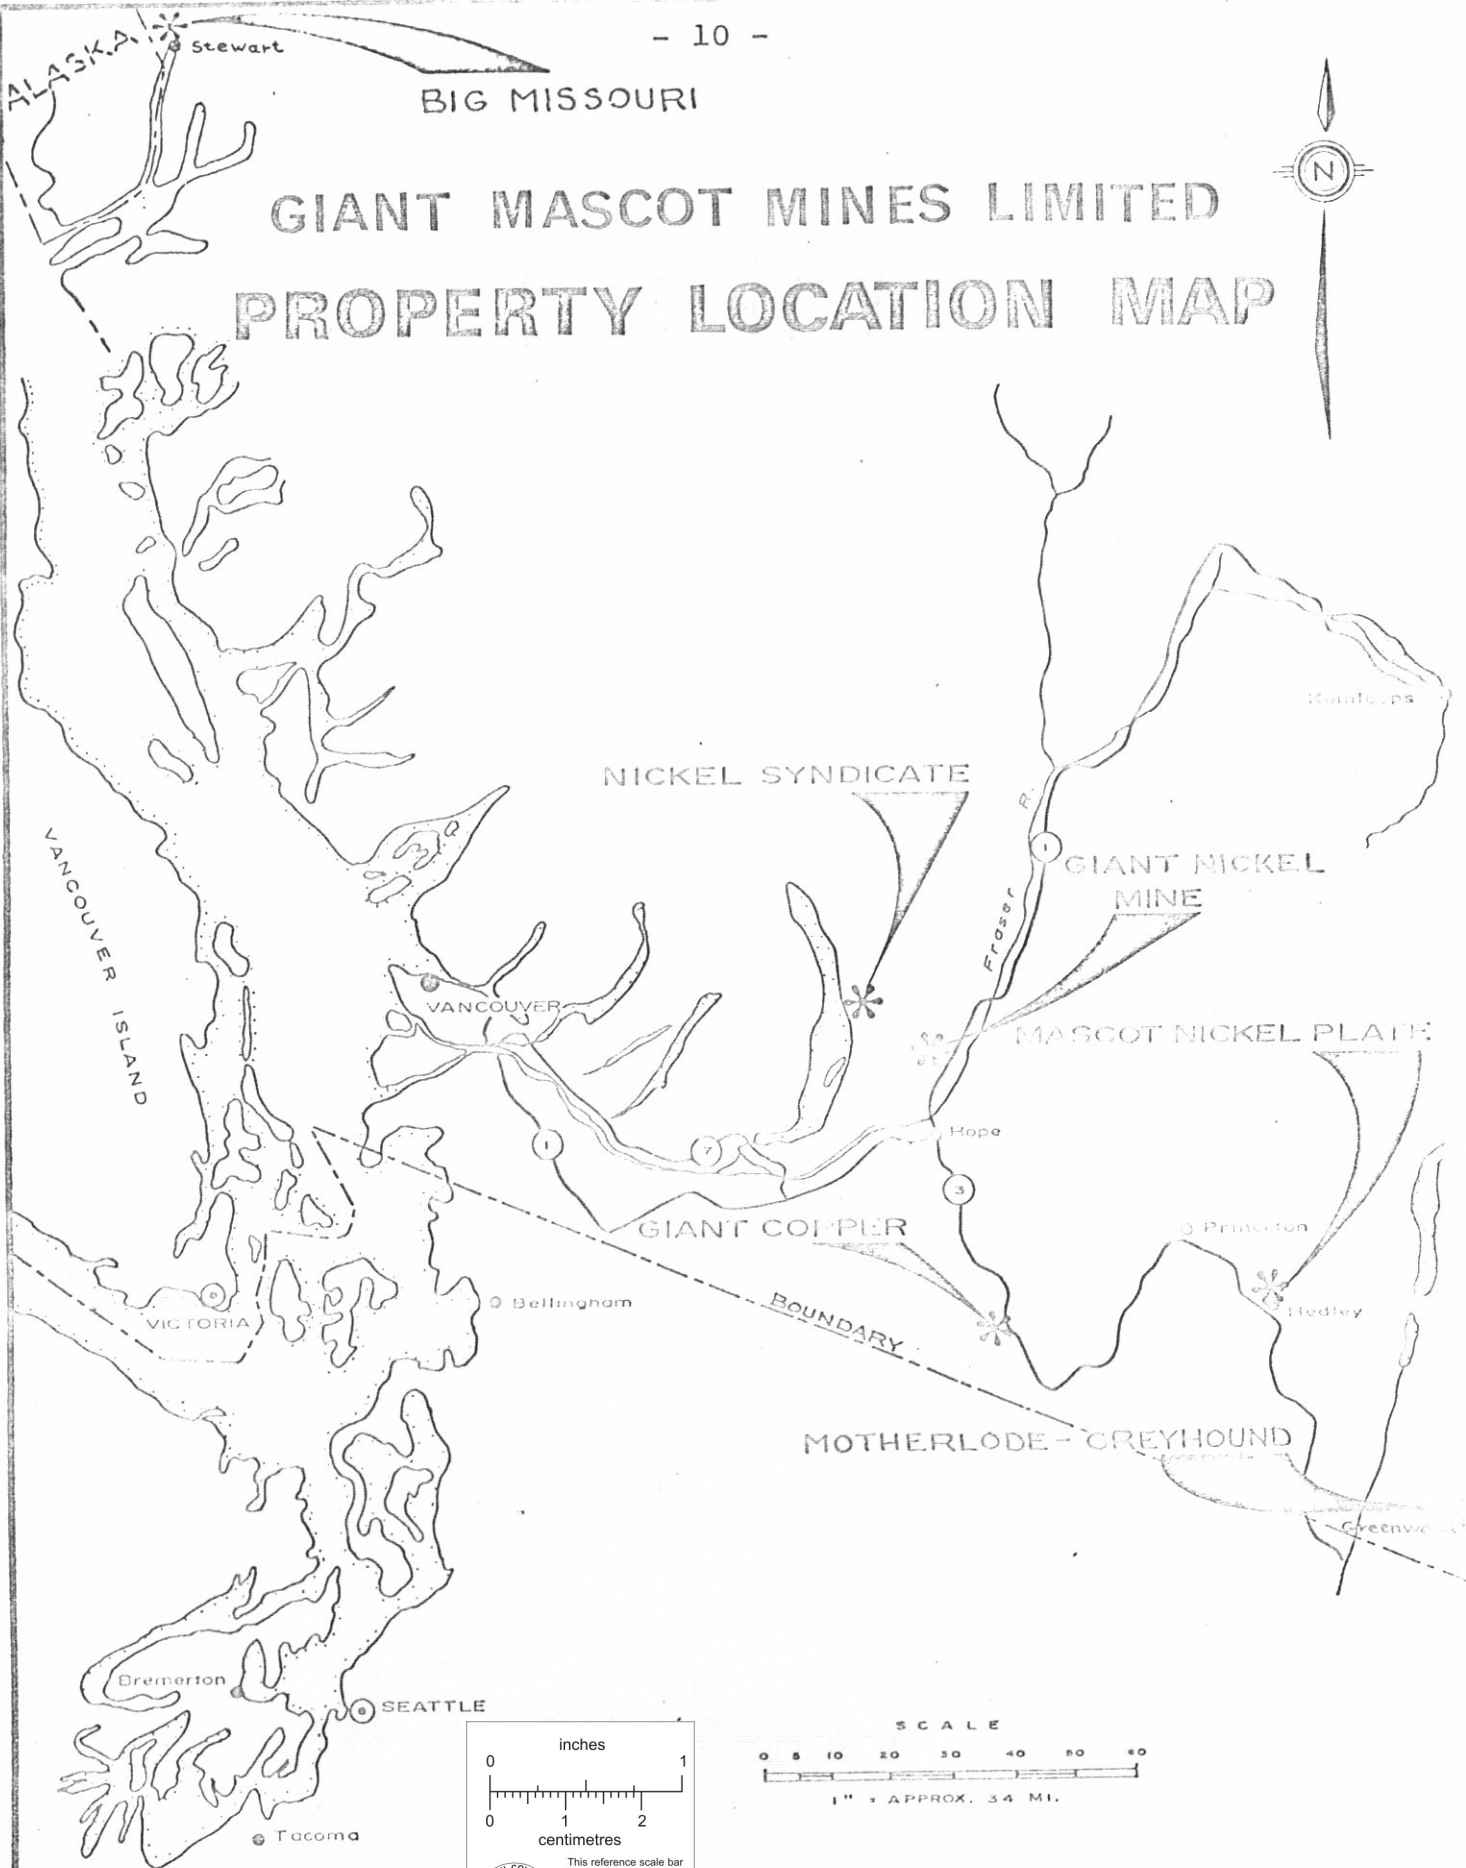 - 10 -
ALASKA
Stewart
BIG MISSOURI
N
GIANT MASCOT MINES LIMITED
PROPERTY LOCATION MAP
Kamloops
NICKEL SYNDICATE
R.
1
GIANT NICKEL
MINE
Fraser
VANCOUVER ISLAND
VANCOUVER
MASCOT NICKEL PLATE
Hope
1
7
3
GIANT COPPER
Princeton
Bellingham
BOUNDARY
Hedley
VICTORIA
MOTHERLODE - GREYHOUND
Greenwood
Bremerton
SEATTLE
SCALE
0 5 10 20 30 40 50 60
1" = APPROX. 34 MI.
inches
0 1
0 1 2
centimetres
Tacoma
This reference scale bar